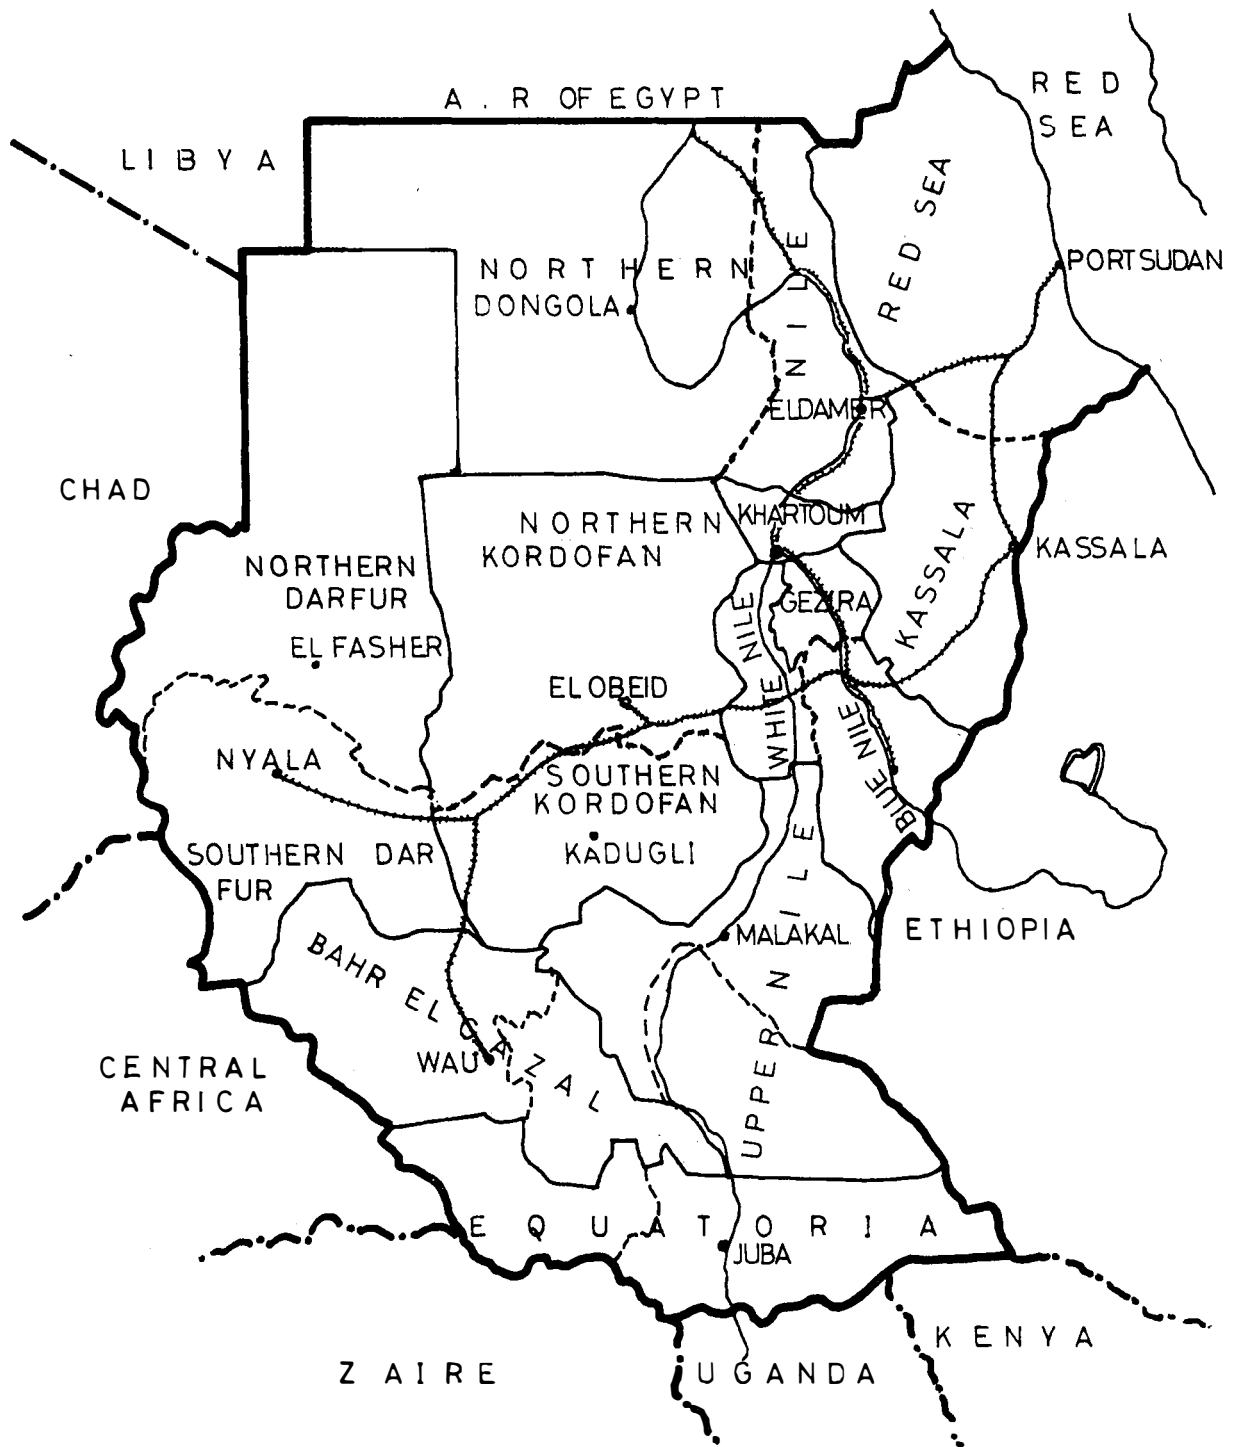 A . R OF EGYPT
RED
SEA
LIBYA
RED SEA
PORTSUDAN
NORTHERN
DONGOLA
NILE
ELDAMER
CHAD
NORTHERN
KORDOFAN
KHARTOUM
KASSALA
KASSALA
NORTHERN
DARFUR
GEZIRA
EL FASHER
WHITE NILE
EL OBEID
BLUE NILE
NYALA
SOUTHERN
KORDOFAN
SOUTHERN DAR
FUR
KADUGLI
MALAKAL
ETHIOPIA
BAHR EL GAZAL
WAU
UPPER NILE
CENTRAL
AFRICA
EQUATORIA
JUBA
KENYA
ZAIRE
UGANDA